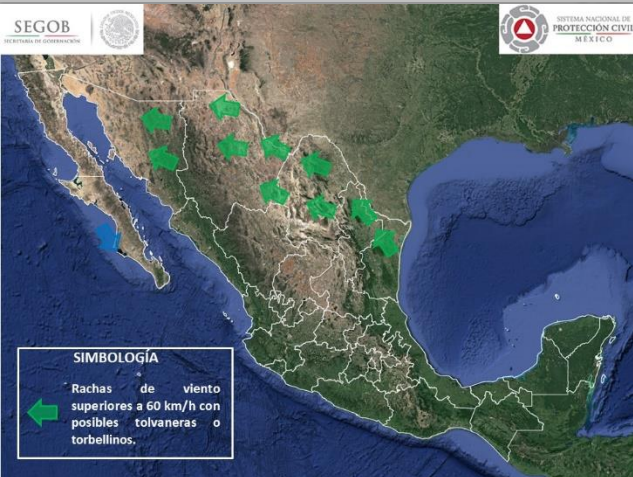 SEGOB
SECRETARÍA DE GOBERNACIÓN
SISTEMA NACIONAL DE
PROTECCIÓN CIVIL
MÉXICO
SIMBOLOGÍA
Rachas de viento
superiores a 60 km/h con
posibles tolvaneras o
torbellinos.